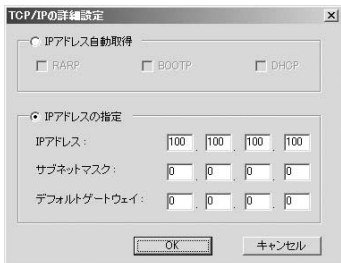 TCP/IPの詳細設定
IPアドレス自動取得
RARP BOOTP DHCP
IPアドレスの指定
IPアドレス： 100 . 100 . 100 . 100
サブネットマスク： 0 . 0 . 0 . 0
デフォルトゲートウェイ： 0 . 0 . 0 . 0
OK キャンセル